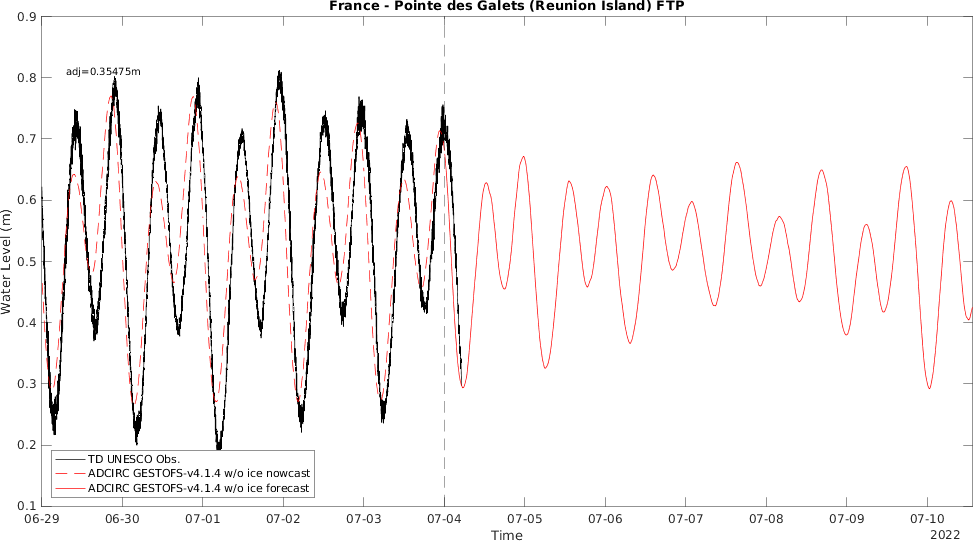 France - Pointe des Galets (Reunion Island) FTP
adj=0.35475m
Water Level (m)
0.9
0.8
0.7
0.6
0.5
0.4
0.3
0.2
0.1
TD UNESCO Obs.
ADCIRC GESTOFS-v4.1.4 w/o ice nowcast
ADCIRC GESTOFS-v4.1.4 w/o ice forecast
06-29 06-30 07-01 07-02 07-03 07-04 07-05 07-06 07-07 07-08 07-09 07-10
Time
2022